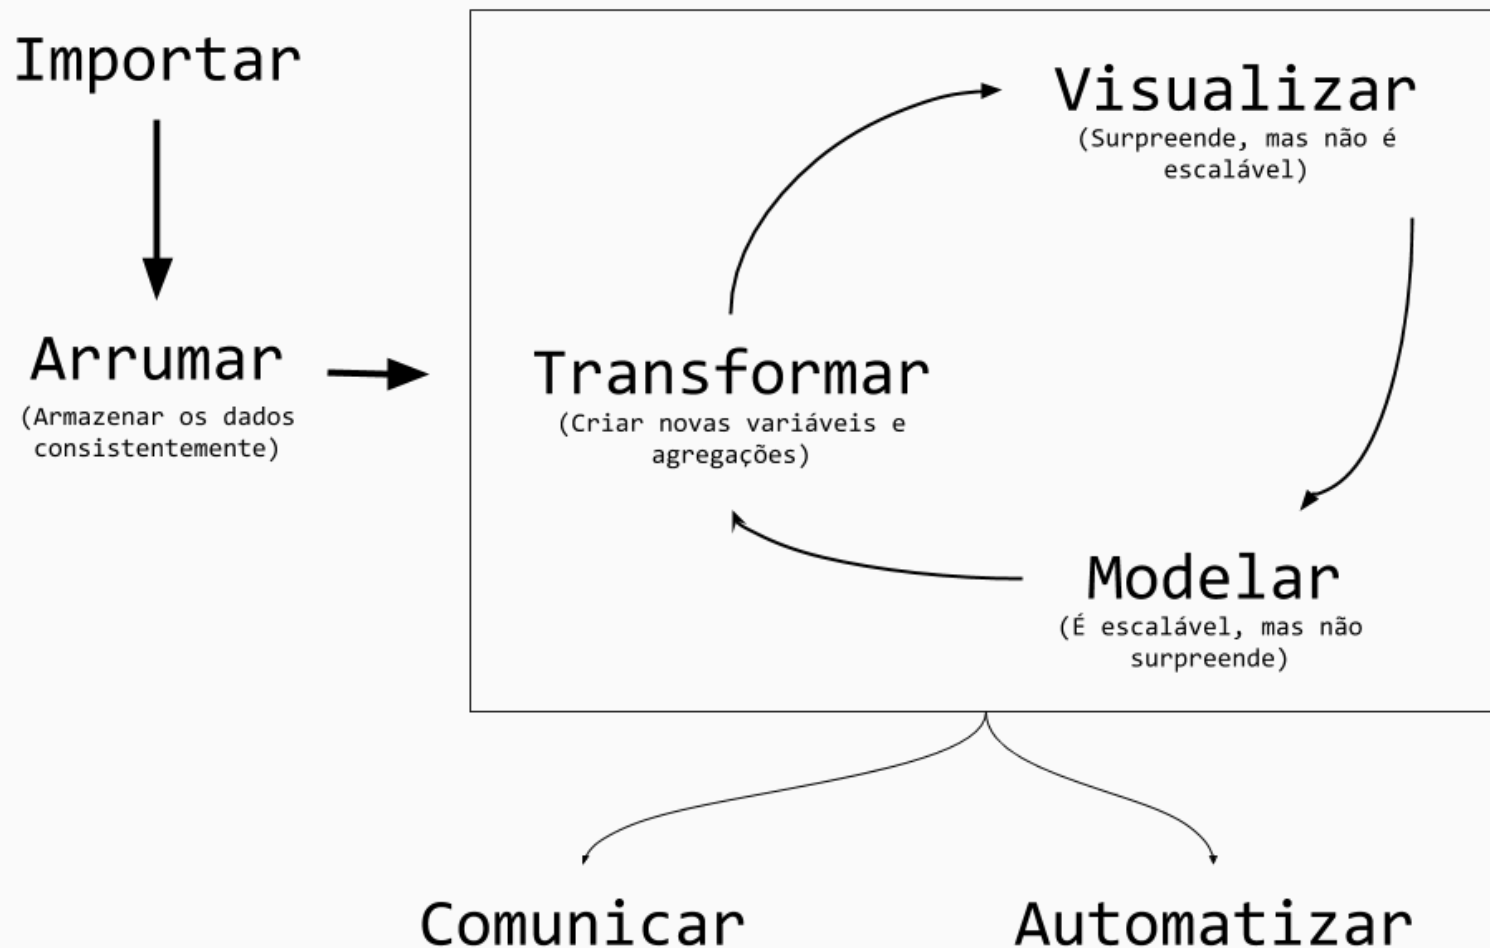 Importar
Arrumar
(Armazenar os dados
consistentemente)
Transformar
(Criar novas variáveis e
agregações)
Visualizar
(Surpreende, mas não é
escalável)
Modelar
(É escalável, mas não
surpreende)
Comunicar
Automatizar